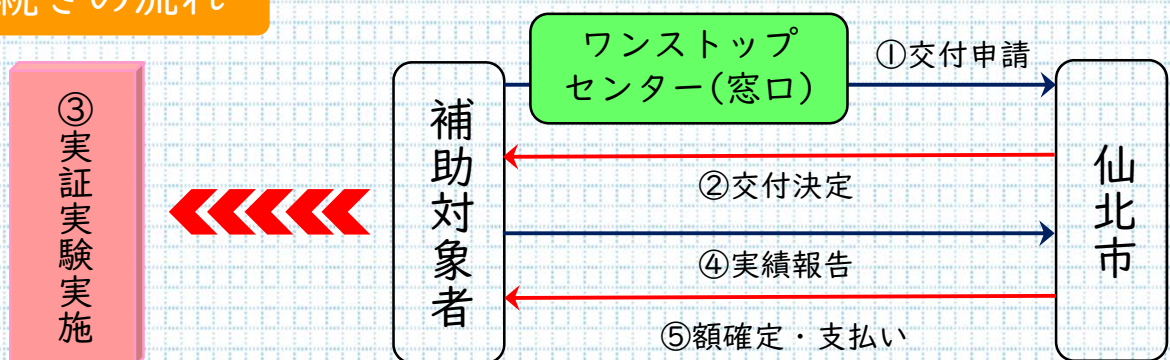 続きの流れ
③実証実験実施
補助対象者
ワンストップ
センター(窓口)
①交付申請
②交付決定
④実績報告
⑤額確定・支払い
仙北市